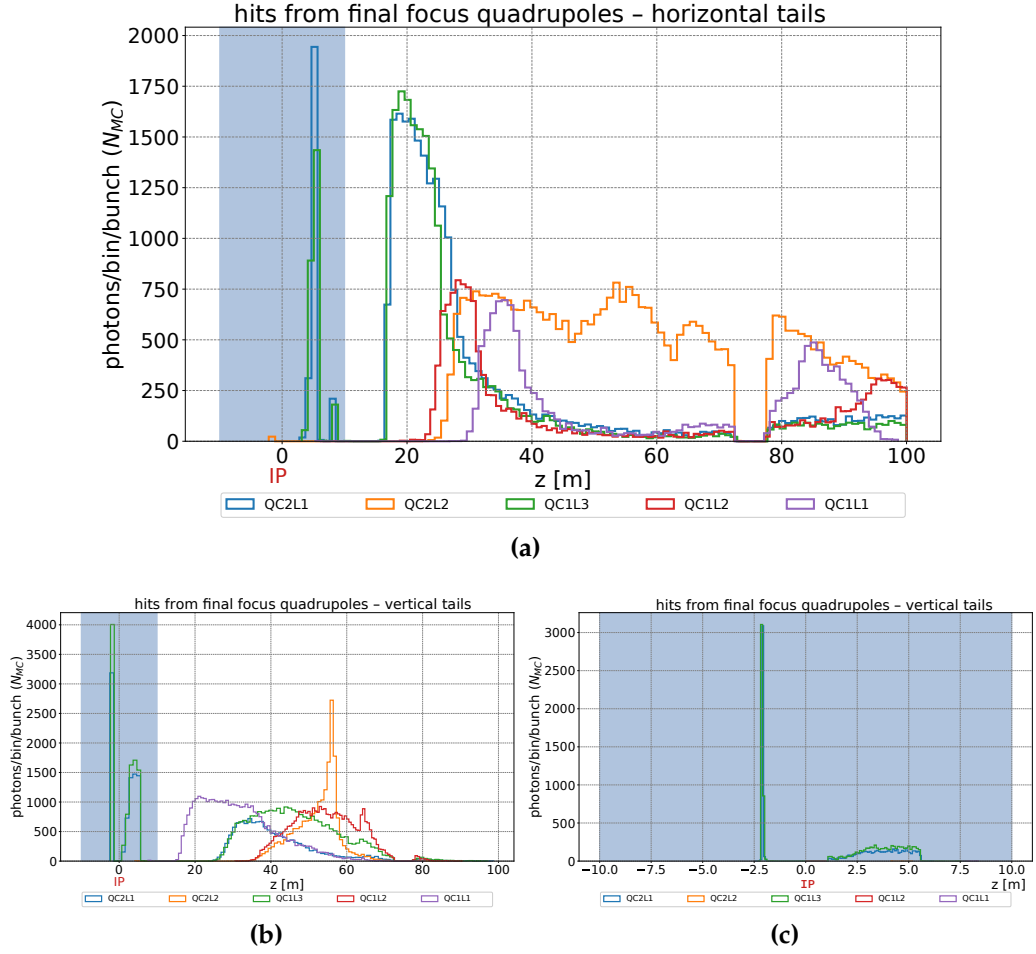 hits from final focus quadrupoles – horizontal tails
photons/bin/bunch (N_MC)
2000
1750
1500
1250
1000
750
500
250
0
0 20 40 60 80 100
IP
z [m]
QC2L1 QC2L2 QC1L3 QC1L2 QC1L1
(a)
hits from final focus quadrupoles – vertical tails
photons/bin/bunch (N_MC)
4000
3500
3000
2500
2000
1500
1000
500
0
0 20 40 60 80 100
IP
z [m]
QC2L1 QC2L2 QC1L3 QC1L2 QC1L1
(b)
hits from final focus quadrupoles – vertical tails
photons/bin/bunch (N_MC)
3000
2500
2000
1500
1000
500
0
−10.0 −7.5 −5.0 −2.5 0.0 2.5 5.0 7.5 10.0
IP
z [m]
QC2L1 QC2L2 QC1L3 QC1L2 QC1L1
(c)